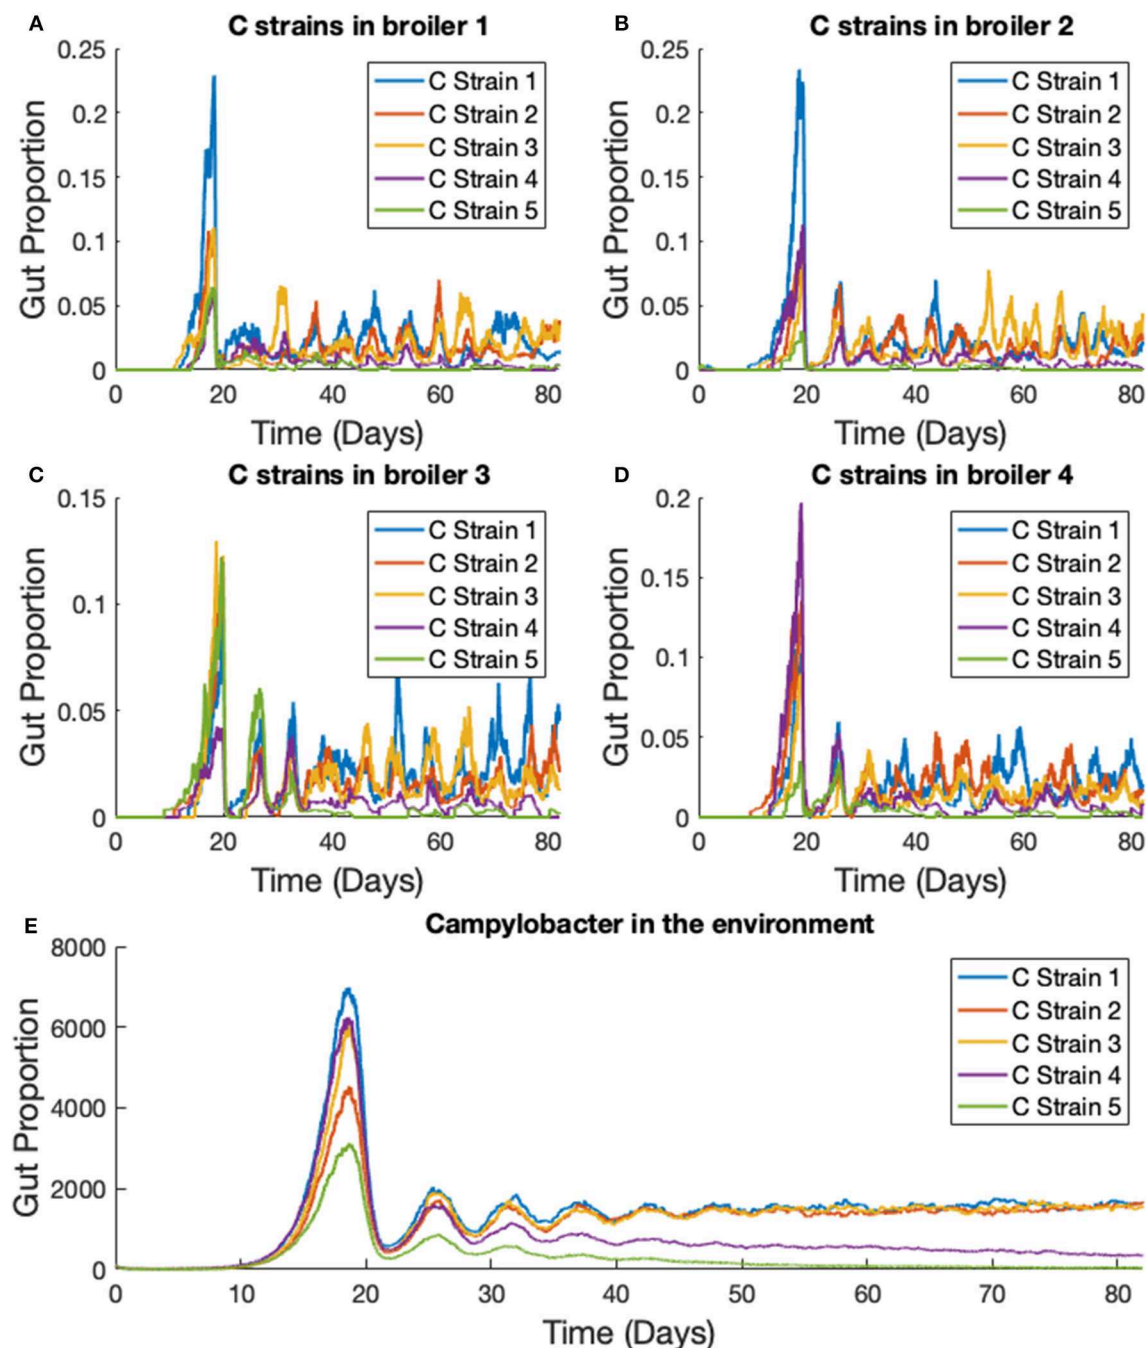 A C strains in broiler 1
0.25
0.2
0.15
0.1
0.05
0
Gut Proportion
C Strain 1
C Strain 2
C Strain 3
C Strain 4
C Strain 5
0 20 40 60 80
Time (Days)
B C strains in broiler 2
0.25
0.2
0.15
0.1
0.05
0
Gut Proportion
C Strain 1
C Strain 2
C Strain 3
C Strain 4
C Strain 5
0 20 40 60 80
Time (Days)
C C strains in broiler 3
0.15
0.1
0.05
0
Gut Proportion
C Strain 1
C Strain 2
C Strain 3
C Strain 4
C Strain 5
0 20 40 60 80
Time (Days)
D C strains in broiler 4
0.2
0.15
0.1
0.05
0
Gut Proportion
C Strain 1
C Strain 2
C Strain 3
C Strain 4
C Strain 5
0 20 40 60 80
Time (Days)
E Campylobacter in the environment
8000
6000
4000
2000
0
Gut Proportion
C Strain 1
C Strain 2
C Strain 3
C Strain 4
C Strain 5
0 10 20 30 40 50 60 70 80
Time (Days)